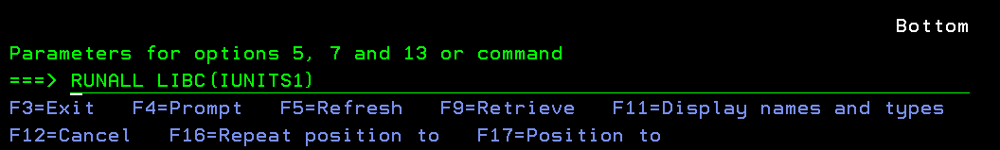 Bottom
Parameters for options 5, 7 and 13 or command
===> RUNALL LIBC(IUNITS1)
F3=Exit F4=Prompt F5=Refresh F9=Retrieve F11=Display names and types
F12=Cancel F16=Repeat position to F17=Position to